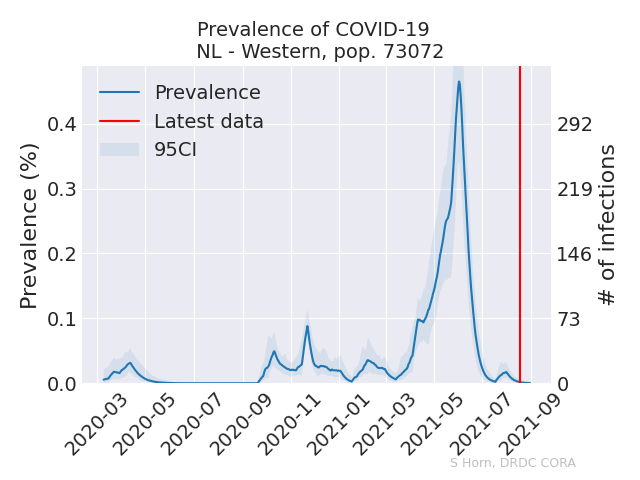 Prevalence of COVID-19
NL - Western, pop. 73072
Prevalence
Latest data
95CI
Prevalence (%)
0.4
0.3
0.2
0.1
0.0
292
219
146
73
0
# of infections
2020-03
2020-05
2020-07
2020-09
2020-11
2021-01
2021-03
2021-05
2021-07
2021-09
S Horn, DRDC CORA